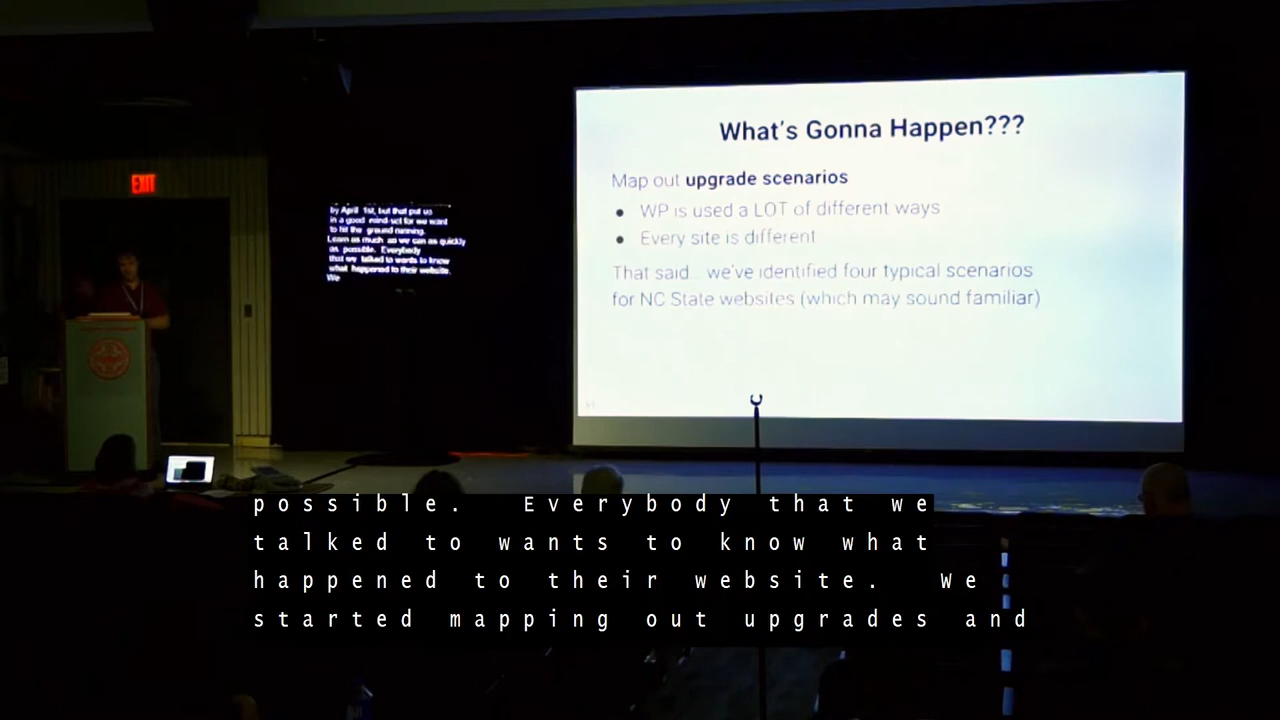 EXIT
by April 1st, but that put us
in a good mind-set for we want
to hit the ground running.
Learn as much as we can as quickly
as possible. Everybody
that we talked to wants to know
what happened to their website.
We
What's Gonna Happen???
Map out upgrade scenarios
• WP is used a LOT of different ways
• Every site is different
That said... we've identified four typical scenarios
for NC State websites (which may sound familiar)
possible. Everybody that we
talked to wants to know what
happened to their website. We
started mapping out upgrades and